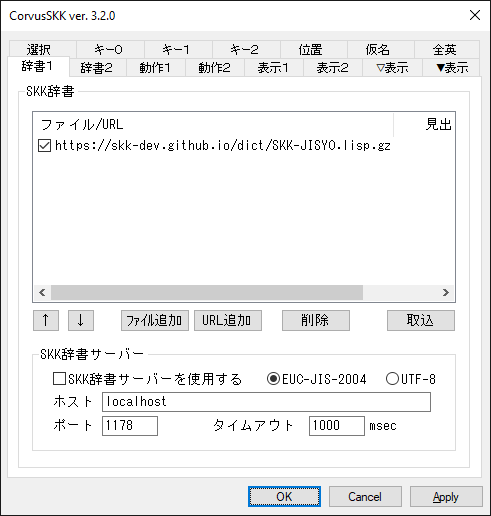 CorvusSKK ver. 3.2.0
選択 キー0 キー1 キー2 位置 仮名 全英
辞書1 辞書2 動作1 動作2 表示1 表示2 ▽表示 ▼表示
SKK辞書
ファイル/URL 見出
https://skk-dev.github.io/dict/SKK-JISYO.lisp.gz
↑ ↓ ファイル追加 URL追加 削除 取込
SKK辞書サーバー
SKK辞書サーバーを使用する EUC-JIS-2004 UTF-8
ホスト localhost
ポート 1178 タイムアウト 1000 msec
OK Cancel Apply